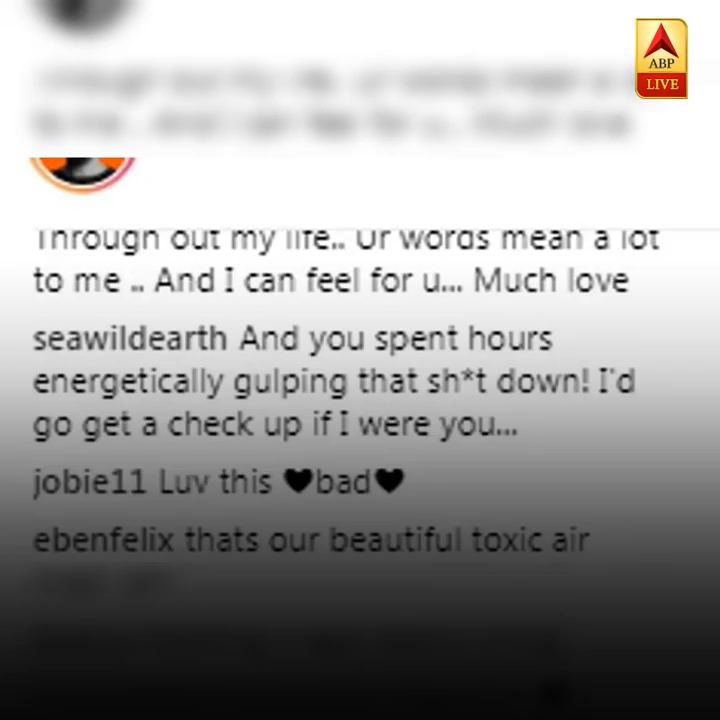 ABP
LIVE
Through out my life.. Ur words mean a lot
to me .. And I can feel for u... Much love
seawildearth And you spent hours
energetically gulping that sh*t down! I'd
go get a check up if I were you...
jobie11 Luv this ♥bad♥
ebenfelix thats our beautiful toxic air